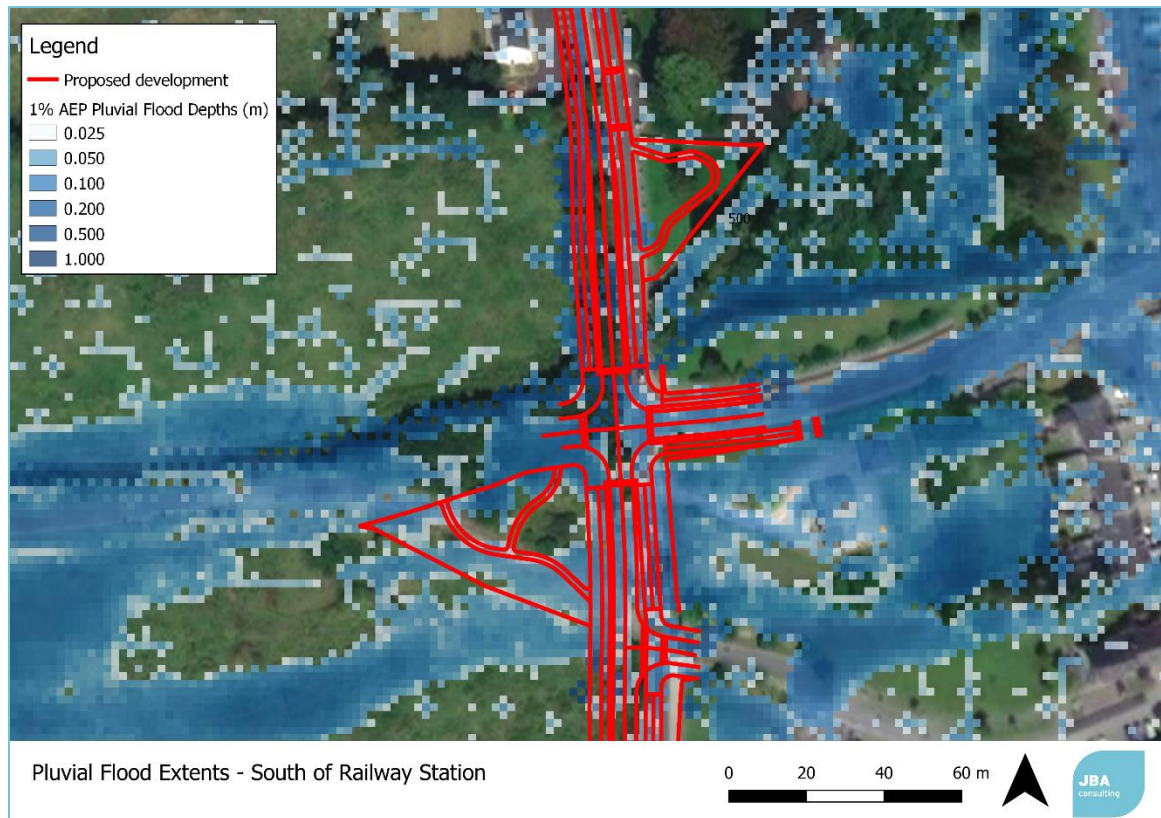 Legend
Proposed development
1% AEP Pluvial Flood Depths (m)
0.025
0.050
0.100
0.200
0.500
1.000
500
Pluvial Flood Extents - South of Railway Station
0 20 40 60 m
JBA
consulting